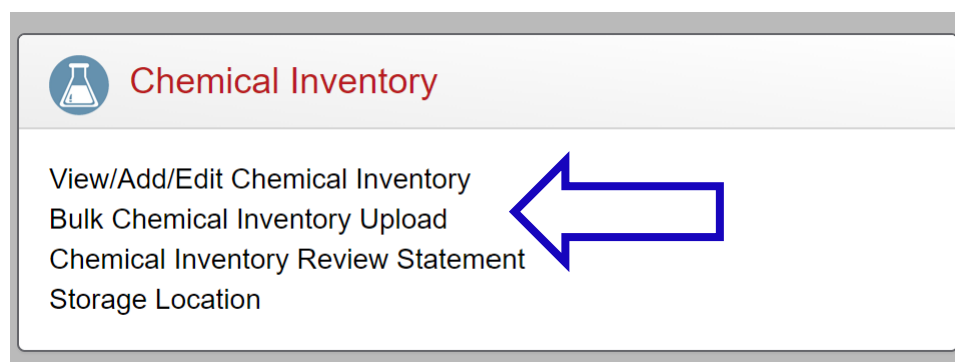 Chemical Inventory
View/Add/Edit Chemical Inventory
Bulk Chemical Inventory Upload
Chemical Inventory Review Statement
Storage Location